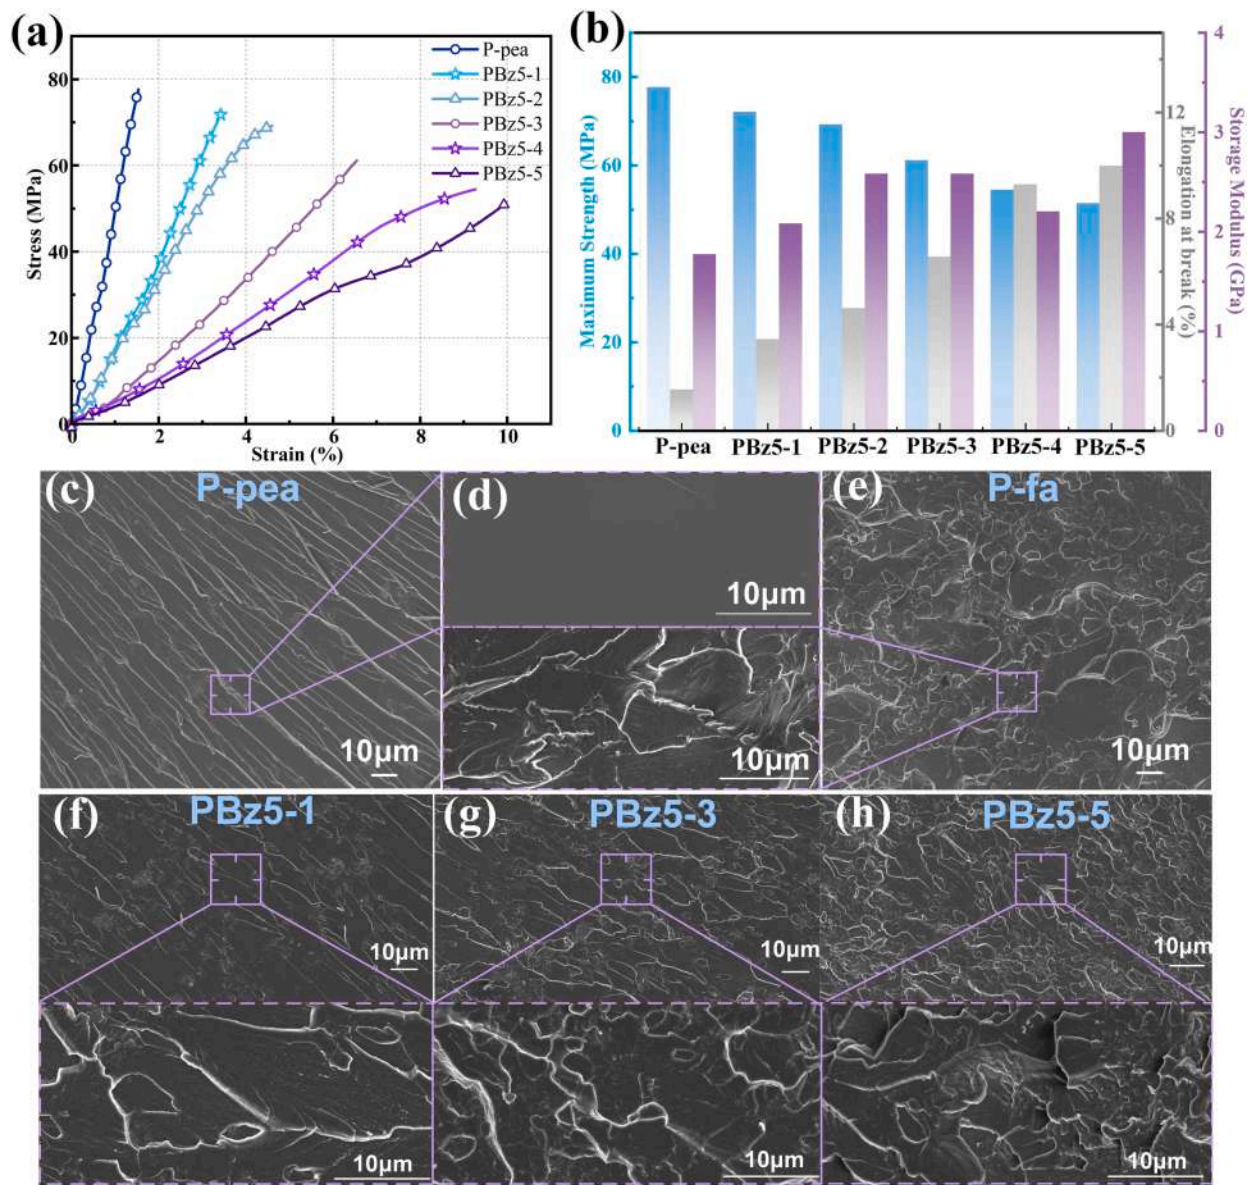 (a)
P-pea
PBz5-1
PBz5-2
PBz5-3
PBz5-4
PBz5-5
80
60
40
20
0
Stress (MPa)
0
2
4
6
8
10
Strain (%)
(b)
80
60
40
20
0
Maximum Strength (MPa)
12
8
4
0
Elongation at break (%)
4
3
2
1
0
Storage Modulus (GPa)
P-pea
PBz5-1
PBz5-2
PBz5-3
PBz5-4
PBz5-5
(c)
P-pea
10μm
(d)
10μm
10μm
(e)
P-fa
10μm
(f)
PBz5-1
10μm
10μm
(g)
PBz5-3
10μm
10μm
(h)
PBz5-5
10μm
10μm